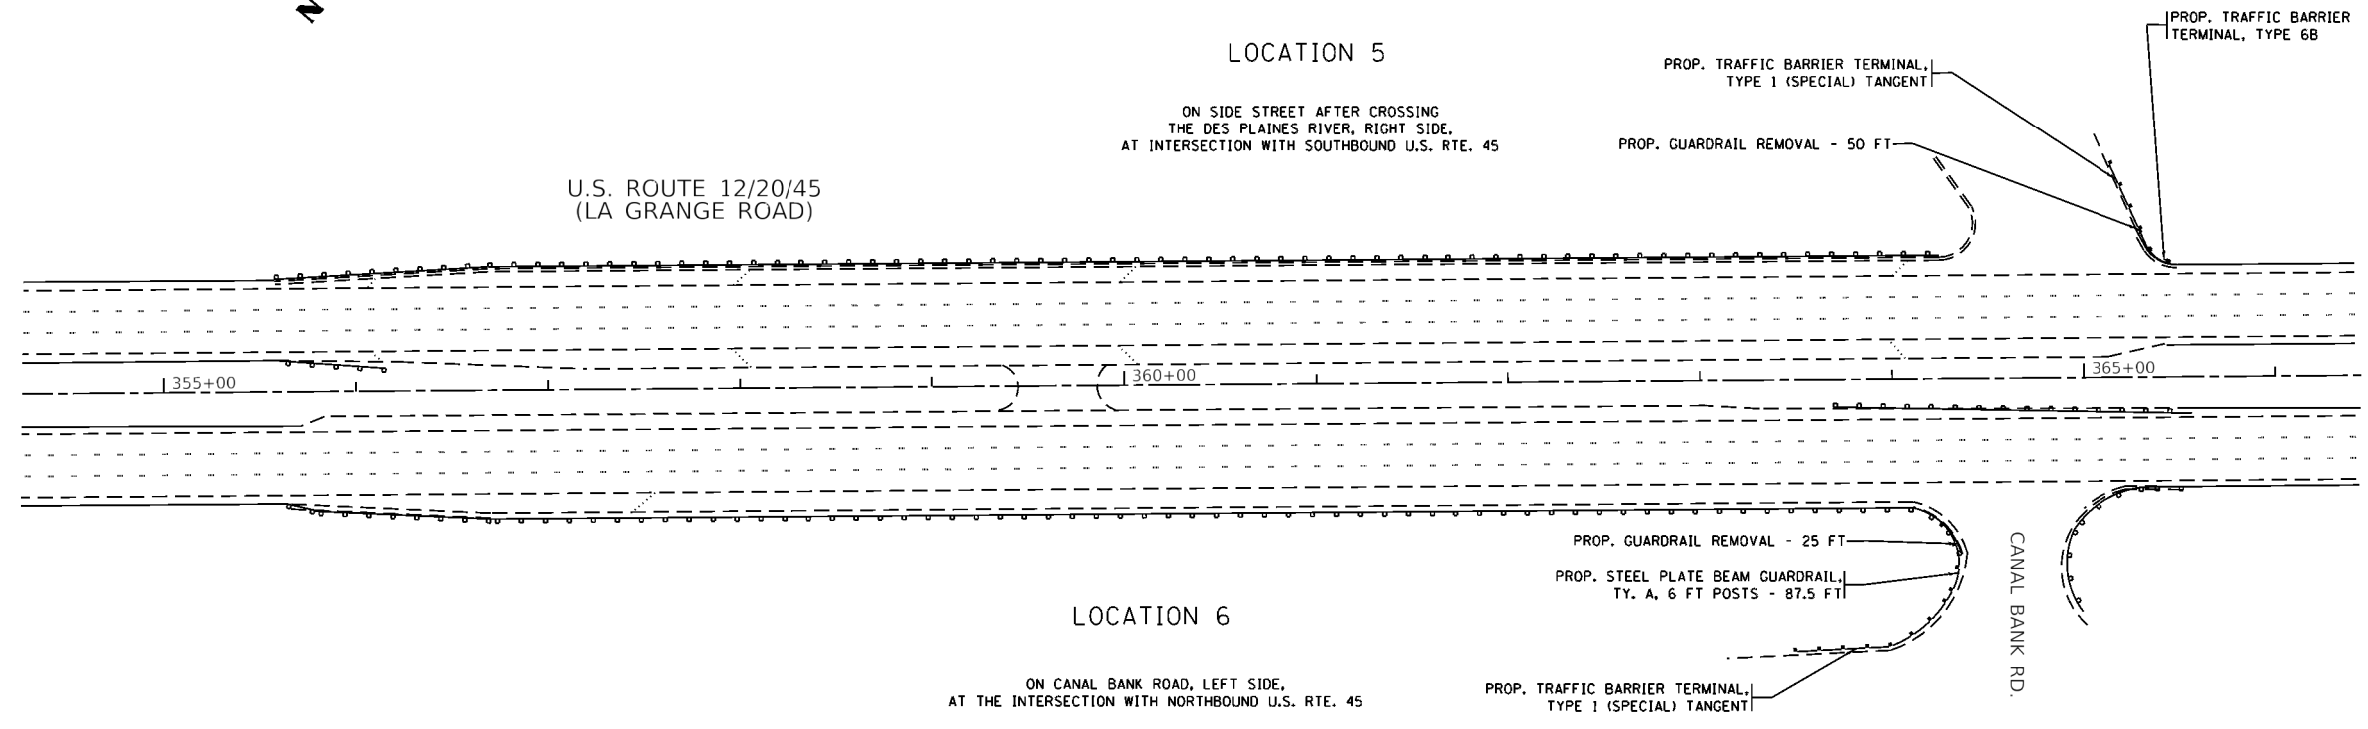 N
LOCATION 5
ON SIDE STREET AFTER CROSSING
THE DES PLAINES RIVER, RIGHT SIDE,
AT INTERSECTION WITH SOUTHBOUND U.S. RTE. 45
PROP. TRAFFIC BARRIER
TERMINAL, TYPE 6B
PROP. TRAFFIC BARRIER TERMINAL,
TYPE 1 (SPECIAL) TANGENT
PROP. GUARDRAIL REMOVAL - 50 FT
U.S. ROUTE 12/20/45
(LA GRANGE ROAD)
355+00
360+00
365+00
PROP. GUARDRAIL REMOVAL - 25 FT
PROP. STEEL PLATE BEAM GUARDRAIL,
TY. A, 6 FT POSTS - 87.5 FT
CANAL BANK RD.
LOCATION 6
ON CANAL BANK ROAD, LEFT SIDE,
AT THE INTERSECTION WITH NORTHBOUND U.S. RTE. 45
PROP. TRAFFIC BARRIER TERMINAL,
TYPE 1 (SPECIAL) TANGENT